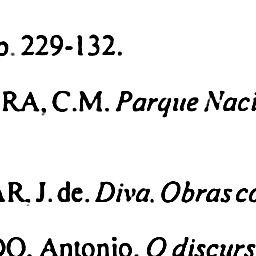 p. 229-132.
RA, C.M. Parque Naci
AR, J. de. Diva. Obras co
DO, Antonio. O discurs